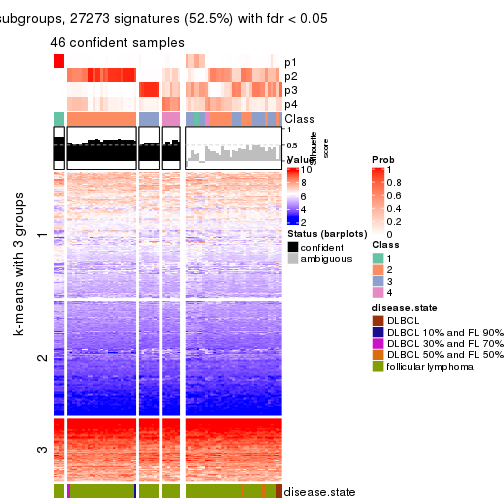 subgroups, 27273 signatures (52.5%) with fdr < 0.05
46 confident samples
p1
p2
p3
p4
Class
1
0.5
0
Silhouette
score
k-means with 3 groups
1
2
3
disease.state
Value
10
8
6
4
2
Status (barplots)
confident
ambiguous
Prob
1
0.8
0.6
0.4
0.2
0
Class
1
2
3
4
disease.state
DLBCL
DLBCL 10% and FL 90%
DLBCL 30% and FL 70%
DLBCL 50% and FL 50%
follicular lymphoma